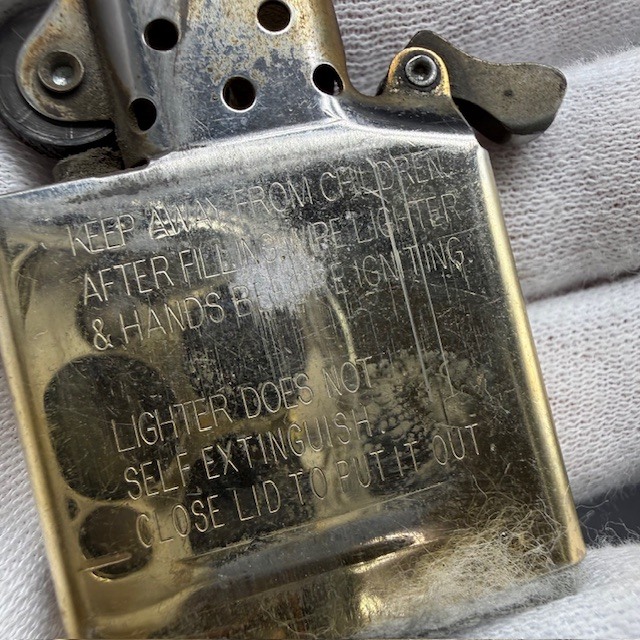 KEEP AWAY FROM CHILDREN.
AFTER FILLING, WIPE LIGHTER
& HANDS BEFORE IGNITING.
LIGHTER DOES NOT
SELF EXTINGUISH
CLOSE LID TO PUT IT OUT